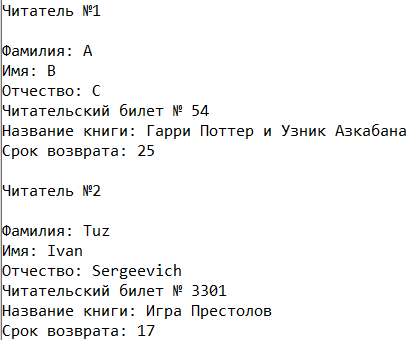 Читатель №1
Фамилия: A
Имя: B
Отчество: C
Читательский билет № 54
Название книги: Гарри Поттер и Узник Азкабана
Срок возврата: 25
Читатель №2
Фамилия: Tuz
Имя: Ivan
Отчество: Sergeevich
Читательский билет № 3301
Название книги: Игра Престолов
Срок возврата: 17